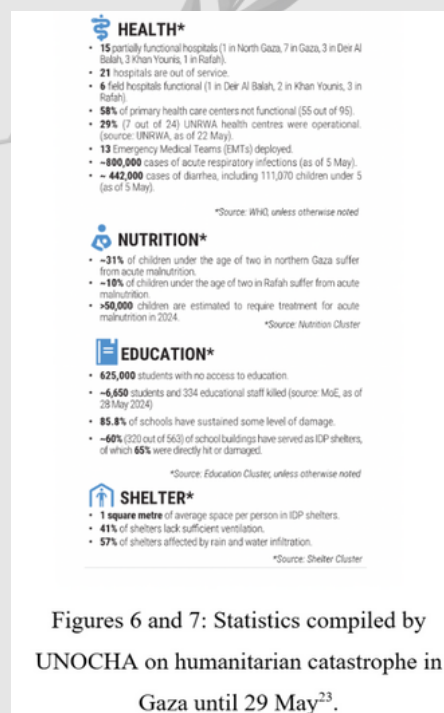 HEALTH*
• 15 partially functional hospitals (1 in North Gaza, 7 in Gaza, 3 in Deir Al
Balah, 3 Khan Younis, 1 in Rafah).
• 21 hospitals are out of service.
• 6 field hospitals functional (1 in Deir Al Balah, 2 in Khan Younis, 3 in
Rafah).
• 58% of primary health care centers not functional (55 out of 95).
• 29% (7 out of 24) UNRWA health centres were operational.
(source: UNRWA, as of 22 May).
• 13 Emergency Medical Teams (EMTs) deployed.
• ~800,000 cases of acute respiratory infections (as of 5 May).
• ~ 442,000 cases of diarrhea, including 111,070 children under 5
(as of 5 May).
*Source: WHO, unless otherwise noted
NUTRITION*
• ~31% of children under the age of two in northern Gaza suffer
from acute malnutrition.
• ~10% of children under the age of two in Rafah suffer from acute
malnutrition
• >50,000 children are estimated to require treatment for acute
malnutrition in 2024.
*Source: Nutrition Cluster
EDUCATION*
• 625,000 students with no access to education.
• ~6,650 students and 334 educational staff killed (source: MoE, as of
28 May 2024)
• 85.8% of schools have sustained some level of damage.
• ~60% (320 out of 563) of school buildings have served as IDP shelters,
of which 65% were directly hit or damaged.
*Source: Education Cluster, unless otherwise noted
SHELTER*
• 1 square metre of average space per person in IDP shelters.
• 41% of shelters lack sufficient ventilation.
• 57% of shelters affected by rain and water infiltration.
*Source: Shelter Cluster
Figures 6 and 7: Statistics compiled by
UNOCHA on humanitarian catastrophe in
Gaza until 29 May23.